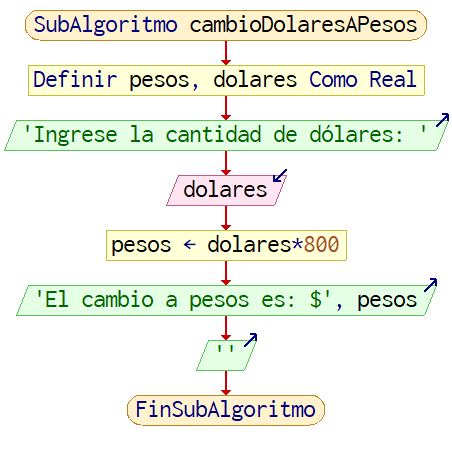 SubAlgoritmo cambioDolaresAPesos
Definir pesos, dolares Como Real
'Ingrese la cantidad de dólares: '
dolares
pesos ← dolares*800
'El cambio a pesos es: $', pesos
''
FinSubAlgoritmo